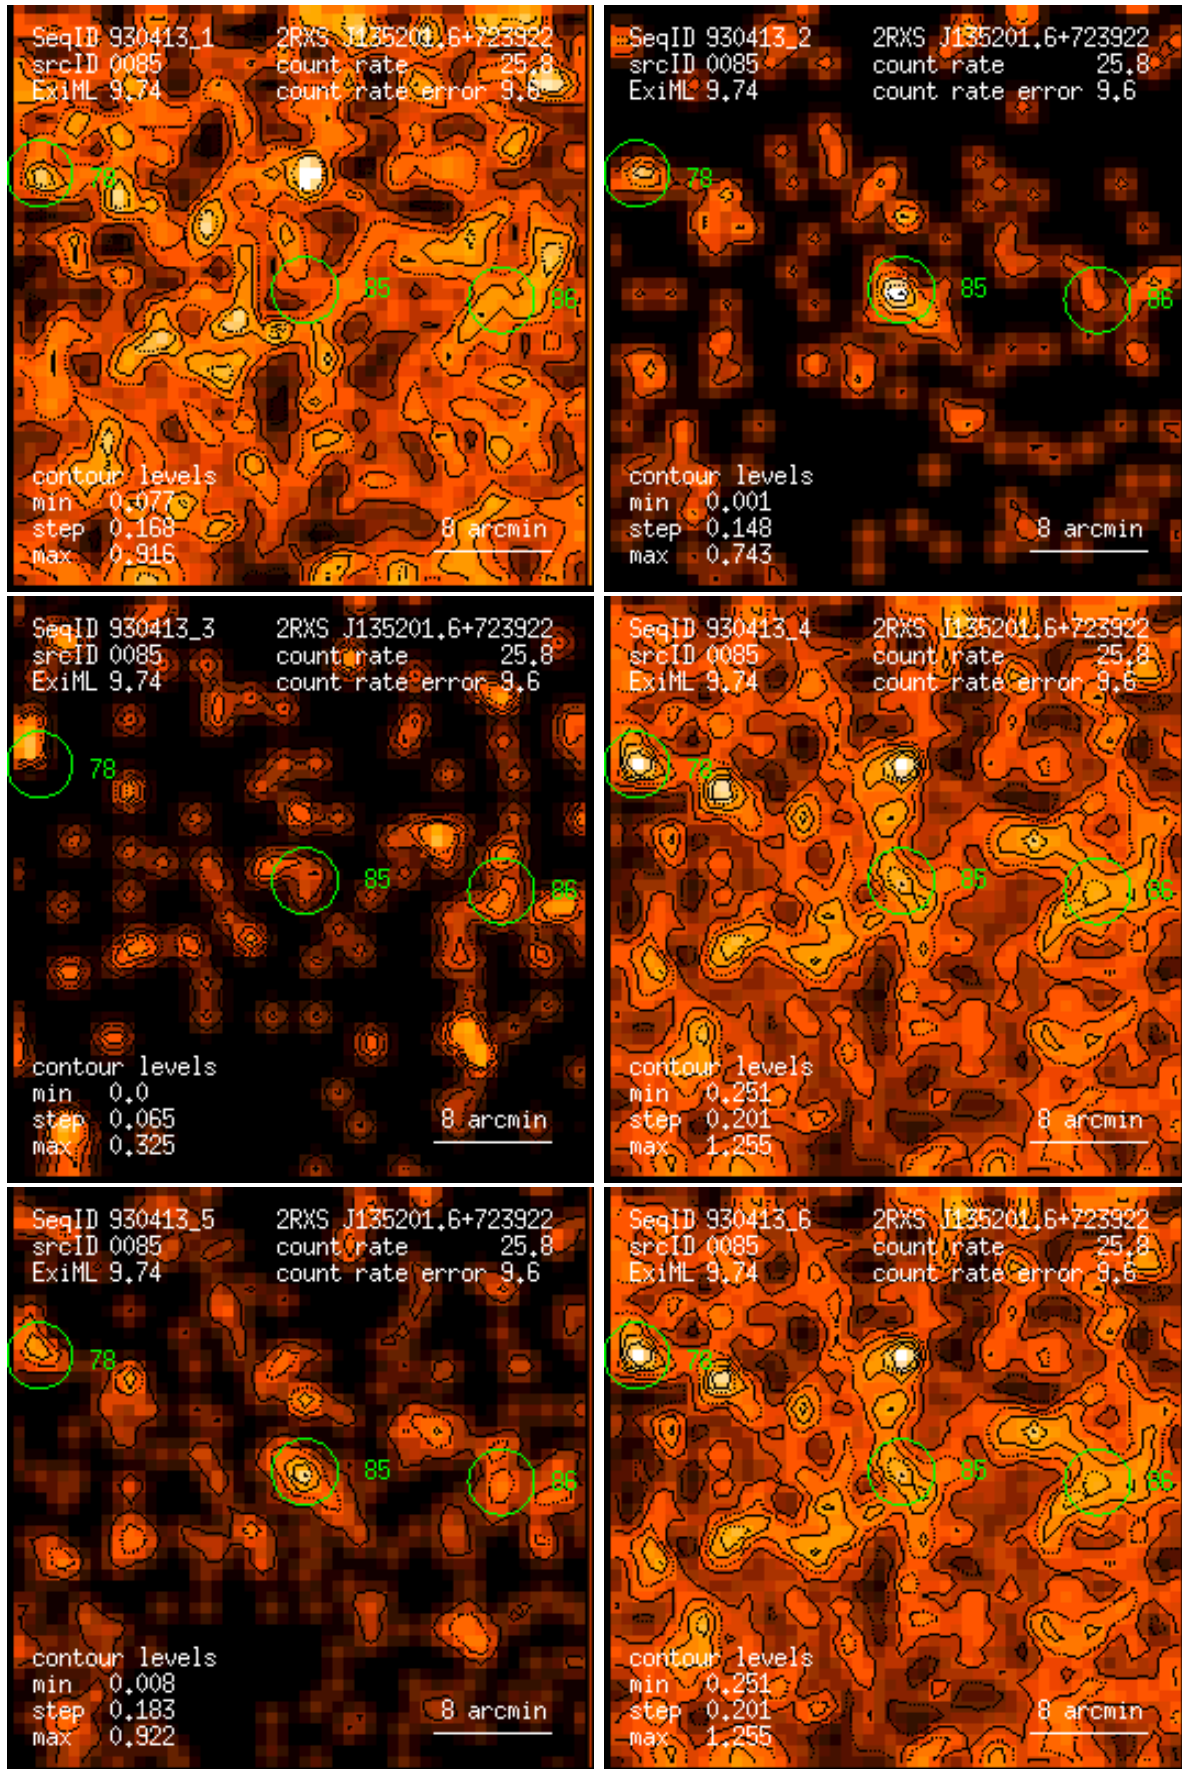 SeqID 930413_1 2RXS J135201.6+723922
srcID 0085 count rate 25.8
ExiML 9.74 count rate error 9.6
78
85
86
contour levels
min 0.077
step 0.168
max 0.916
8 arcmin
SeqID 930413_2 2RXS J135201.6+723922
srcID 0085 count rate 25.8
ExiML 9.74 count rate error 9.6
78
85
86
contour levels
min 0.001
step 0.148
max 0.743
8 arcmin
SeqID 930413_3 2RXS J135201.6+723922
srcID 0085 count rate 25.8
ExiML 9.74 count rate error 9.6
78
85
86
contour levels
min 0.0
step 0.065
max 0.325
8 arcmin
SeqID 930413_4 2RXS J135201.6+723922
srcID 0085 count rate 25.8
ExiML 9.74 count rate error 9.6
78
85
86
contour levels
min 0.251
step 0.201
max 1.255
8 arcmin
SeqID 930413_5 2RXS J135201.6+723922
srcID 0085 count rate 25.8
ExiML 9.74 count rate error 9.6
78
85
86
contour levels
min 0.008
step 0.183
max 0.922
8 arcmin
SeqID 930413_6 2RXS J135201.6+723922
srcID 0085 count rate 25.8
ExiML 9.74 count rate error 9.6
78
85
86
contour levels
min 0.251
step 0.201
max 1.255
8 arcmin